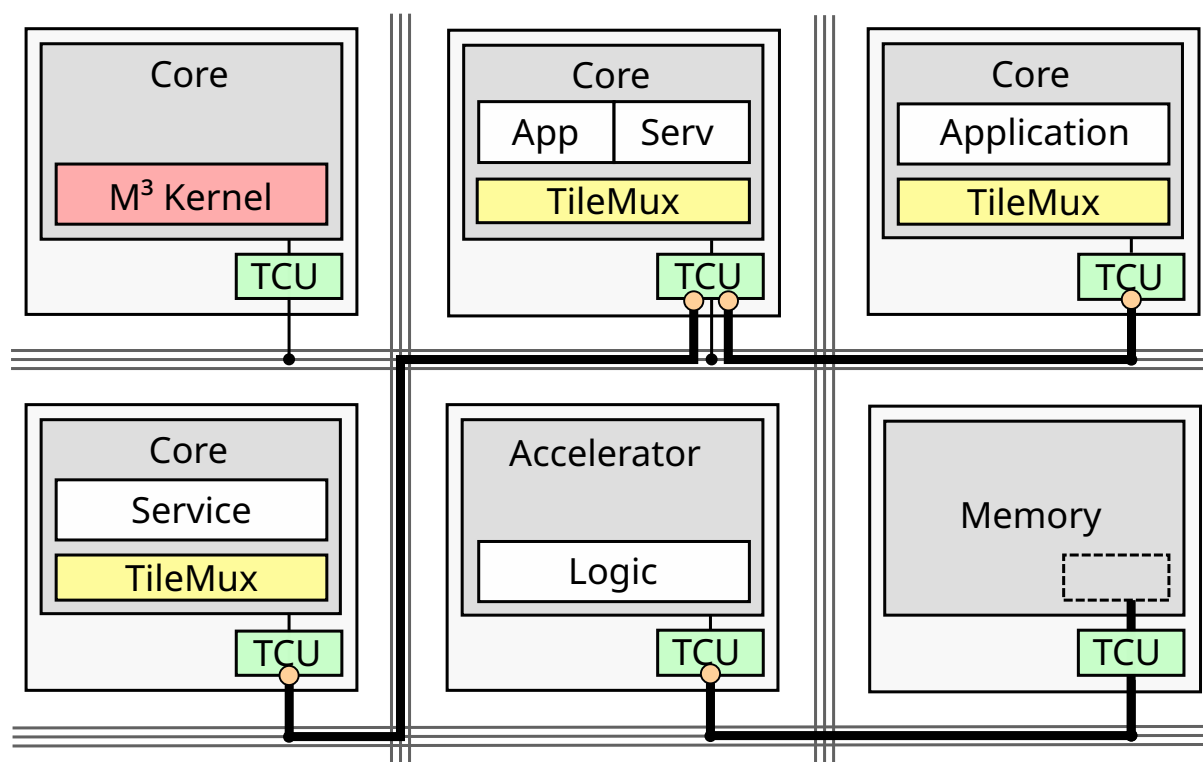 Core
M³ Kernel
TCU
Core
App Serv
TileMux
TCU
Core
Application
TileMux
TCU
Core
Service
TileMux
TCU
Accelerator
Logic
TCU
Memory
TCU